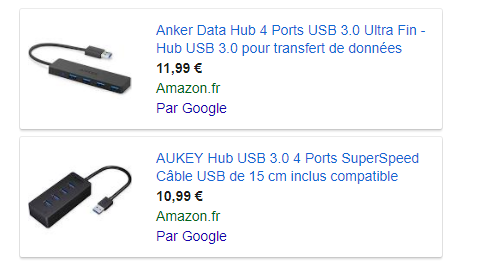 Anker Data Hub 4 Ports USB 3.0 Ultra Fin -
Hub USB 3.0 pour transfert de données
11,99 €
Amazon.fr
Par Google
AUKEY Hub USB 3.0 4 Ports SuperSpeed
Câble USB de 15 cm inclus compatible
10,99 €
Amazon.fr
Par Google